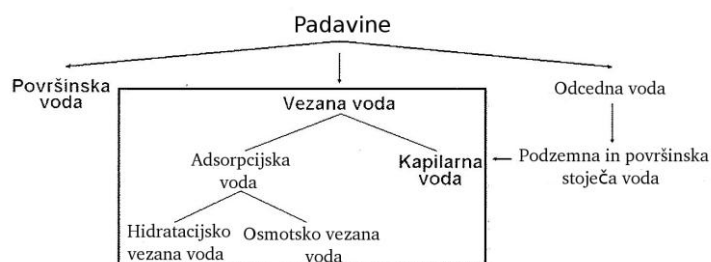 Padavine
Površinska
voda
Vezana voda
Odcedna voda
Adsorpcijska
voda
Kapilarna
voda
Podzemna in površinska
stoječa voda
Hidratacijsko
vezana voda
Osmotsko vezana
voda